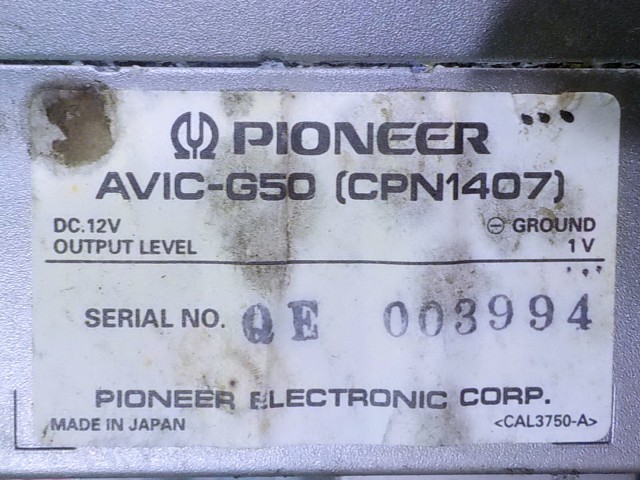 PIONEER
AVIC-G50 (CPN1407)
DC.12V ⊖ GROUND
OUTPUT LEVEL 1 V
SERIAL NO. QE 003994
PIONEER ELECTRONIC CORP.
MADE IN JAPAN <CAL3750-A>